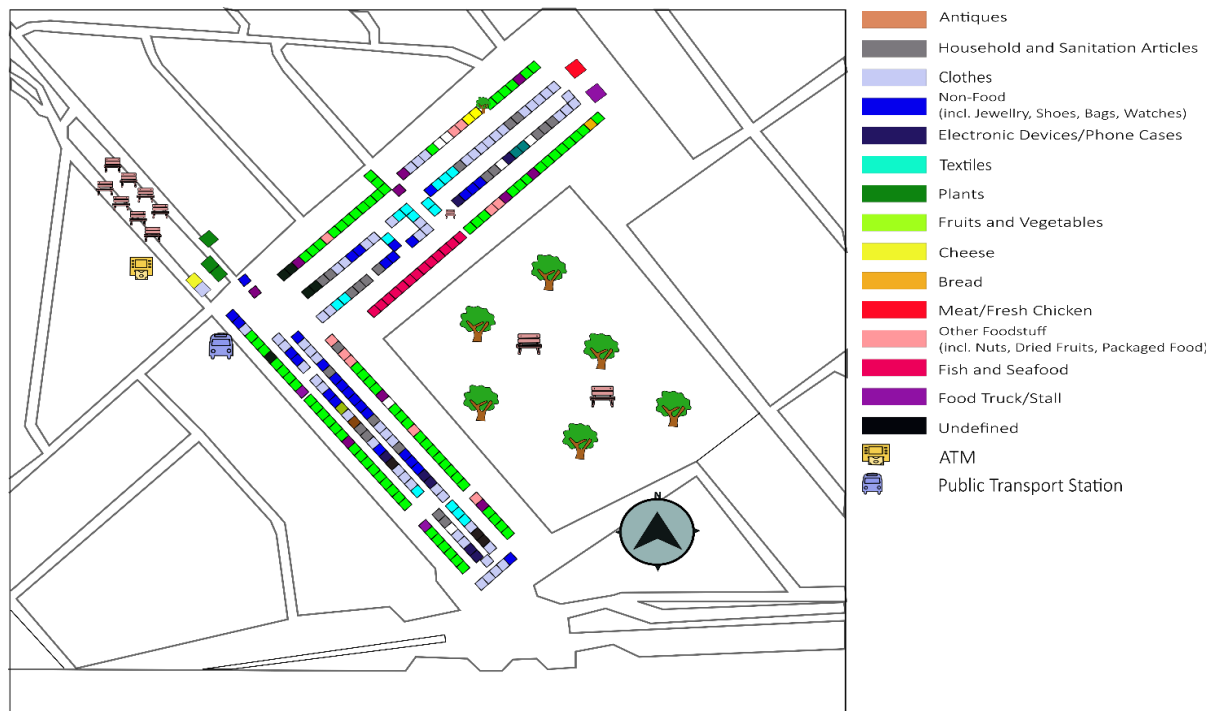 Antiques
Household and Sanitation Articles
Clothes
Non-Food
(incl. Jewellry, Shoes, Bags, Watches)
Electronic Devices/Phone Cases
Textiles
Plants
Fruits and Vegetables
Cheese
Bread
Meat/Fresh Chicken
Other Foodstuff
(incl. Nuts, Dried Fruits, Packaged Food)
Fish and Seafood
Food Truck/Stall
Undefined
ATM
Public Transport Station
N